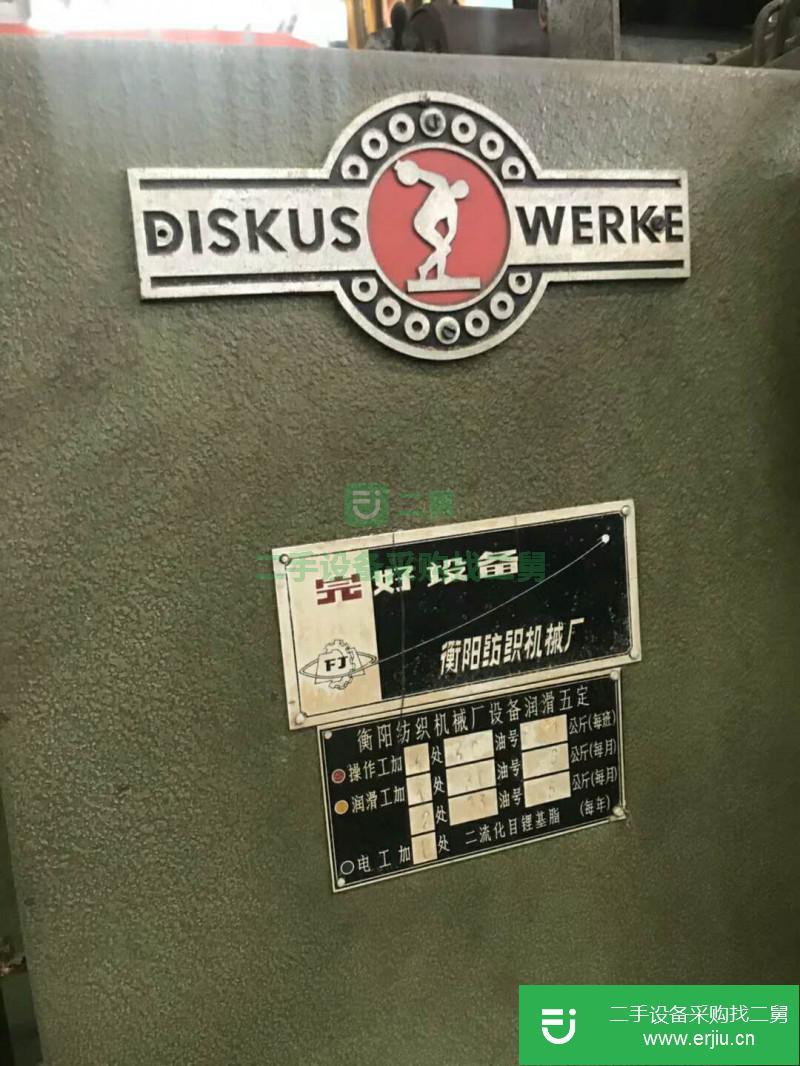 DISKUS WERKE
二舅
二手设备采购找二舅
完好设备
FJ
衡阳纺织机械厂
衡阳纺织机械厂设备润滑五定
操作工加 处 油号 公斤(每班)
润滑工加 处 油号 公斤(每月)
2 处 油号 公斤(每月)
电工加 1 处 二流化目锂基脂 (每年)
二手设备采购找二舅
www.erjiu.cn